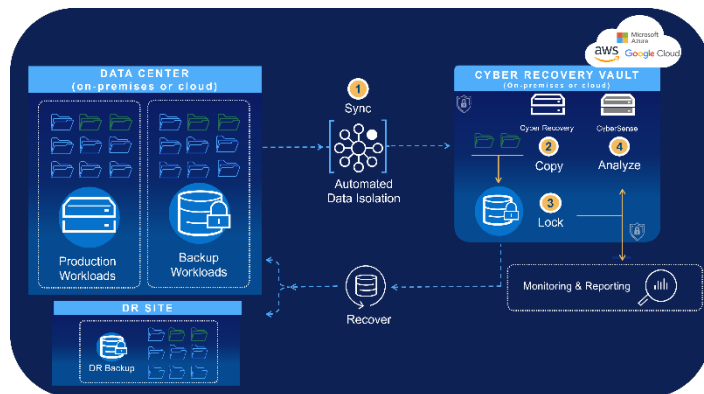 Microsoft
Azure
aws
Google Cloud
DATA CENTER
(on-premises or cloud)
1
Sync
CYBER RECOVERY VAULT
(On-premises or cloud)
Cyber Recovery
CyberSense
2
4
Copy
Analyze
Automated
Data Isolation
3
Lock
Production
Workloads
Backup
Workloads
Monitoring & Reporting
Recover
DR SITE
DR Backup